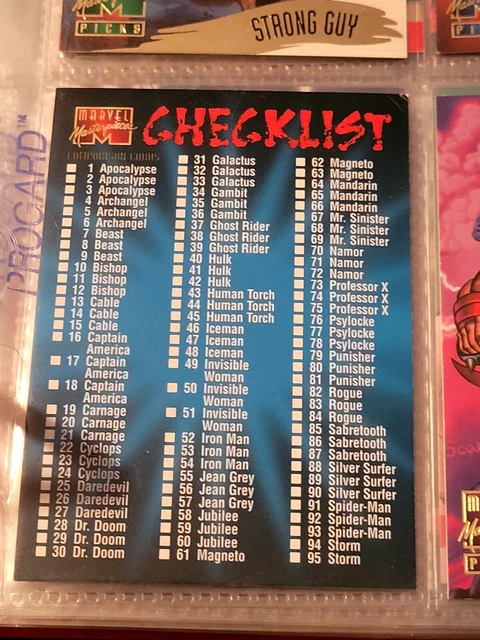 STRONG GUY
PICKS
PICKS
PROCARD™
MARVEL
Masterpieces
CHECKLIST
COMPARISON CARDS
1 Apocalypse
2 Apocalypse
3 Apocalypse
4 Archangel
5 Archangel
6 Archangel
7 Beast
8 Beast
9 Beast
10 Bishop
11 Bishop
12 Bishop
13 Cable
14 Cable
15 Cable
16 Captain
America
17 Captain
America
18 Captain
America
19 Carnage
20 Carnage
21 Carnage
22 Cyclops
23 Cyclops
24 Cyclops
25 Daredevil
26 Daredevil
27 Daredevil
28 Dr. Doom
29 Dr. Doom
30 Dr. Doom
31 Galactus
32 Galactus
33 Galactus
34 Gambit
35 Gambit
36 Gambit
37 Ghost Rider
38 Ghost Rider
39 Ghost Rider
40 Hulk
41 Hulk
42 Hulk
43 Human Torch
44 Human Torch
45 Human Torch
46 Iceman
47 Iceman
48 Iceman
49 Invisible
Woman
50 Invisible
Woman
51 Invisible
Woman
52 Iron Man
53 Iron Man
54 Iron Man
55 Jean Grey
56 Jean Grey
57 Jean Grey
58 Jubilee
59 Jubilee
60 Jubilee
61 Magneto
62 Magneto
63 Magneto
64 Mandarin
65 Mandarin
66 Mandarin
67 Mr. Sinister
68 Mr. Sinister
69 Mr. Sinister
70 Namor
71 Namor
72 Namor
73 Professor X
74 Professor X
75 Professor X
76 Psylocke
77 Psylocke
78 Psylocke
79 Punisher
80 Punisher
81 Punisher
82 Rogue
83 Rogue
84 Rogue
85 Sabretooth
86 Sabretooth
87 Sabretooth
88 Silver Surfer
89 Silver Surfer
90 Silver Surfer
91 Spider-Man
92 Spider-Man
93 Spider-Man
94 Storm
95 Storm